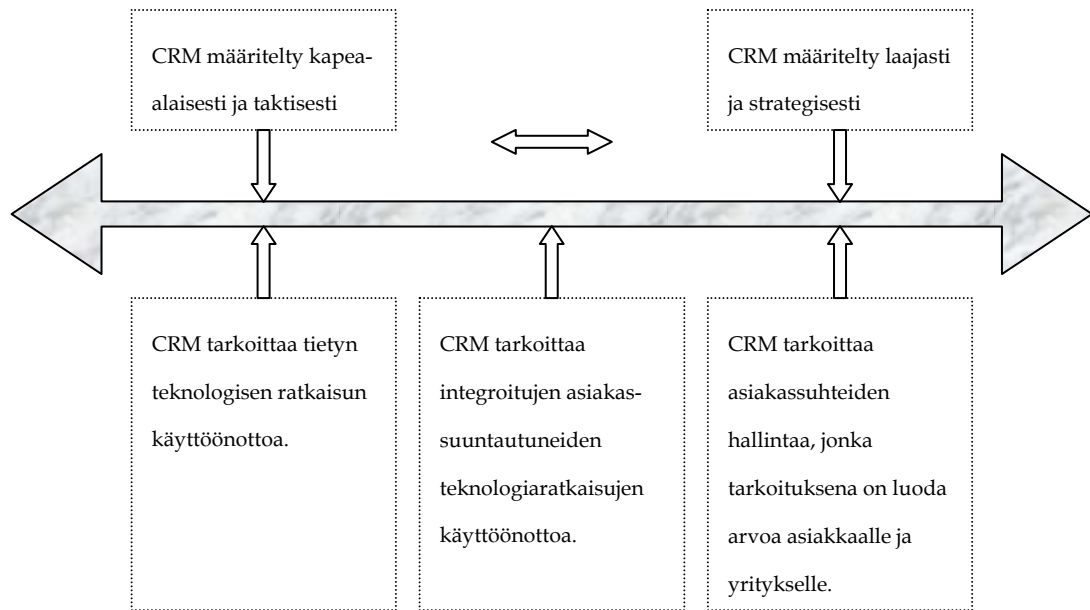 CRM määritelty kapea-
alaisesti ja taktisesti
CRM määritelty laajasti
ja strategisesti
CRM tarkoittaa tietyn
teknologisen ratkaisun
käyttöönottoa.
CRM tarkoittaa
integroitujen asiakas-
suuntautuneiden
teknologiaratkaisujen
käyttöönottoa.
CRM tarkoittaa
asiakassuhteiden
hallintaa, jonka
tarkoituksena on luoda
arvoa asiakkaalle ja
yritykselle.